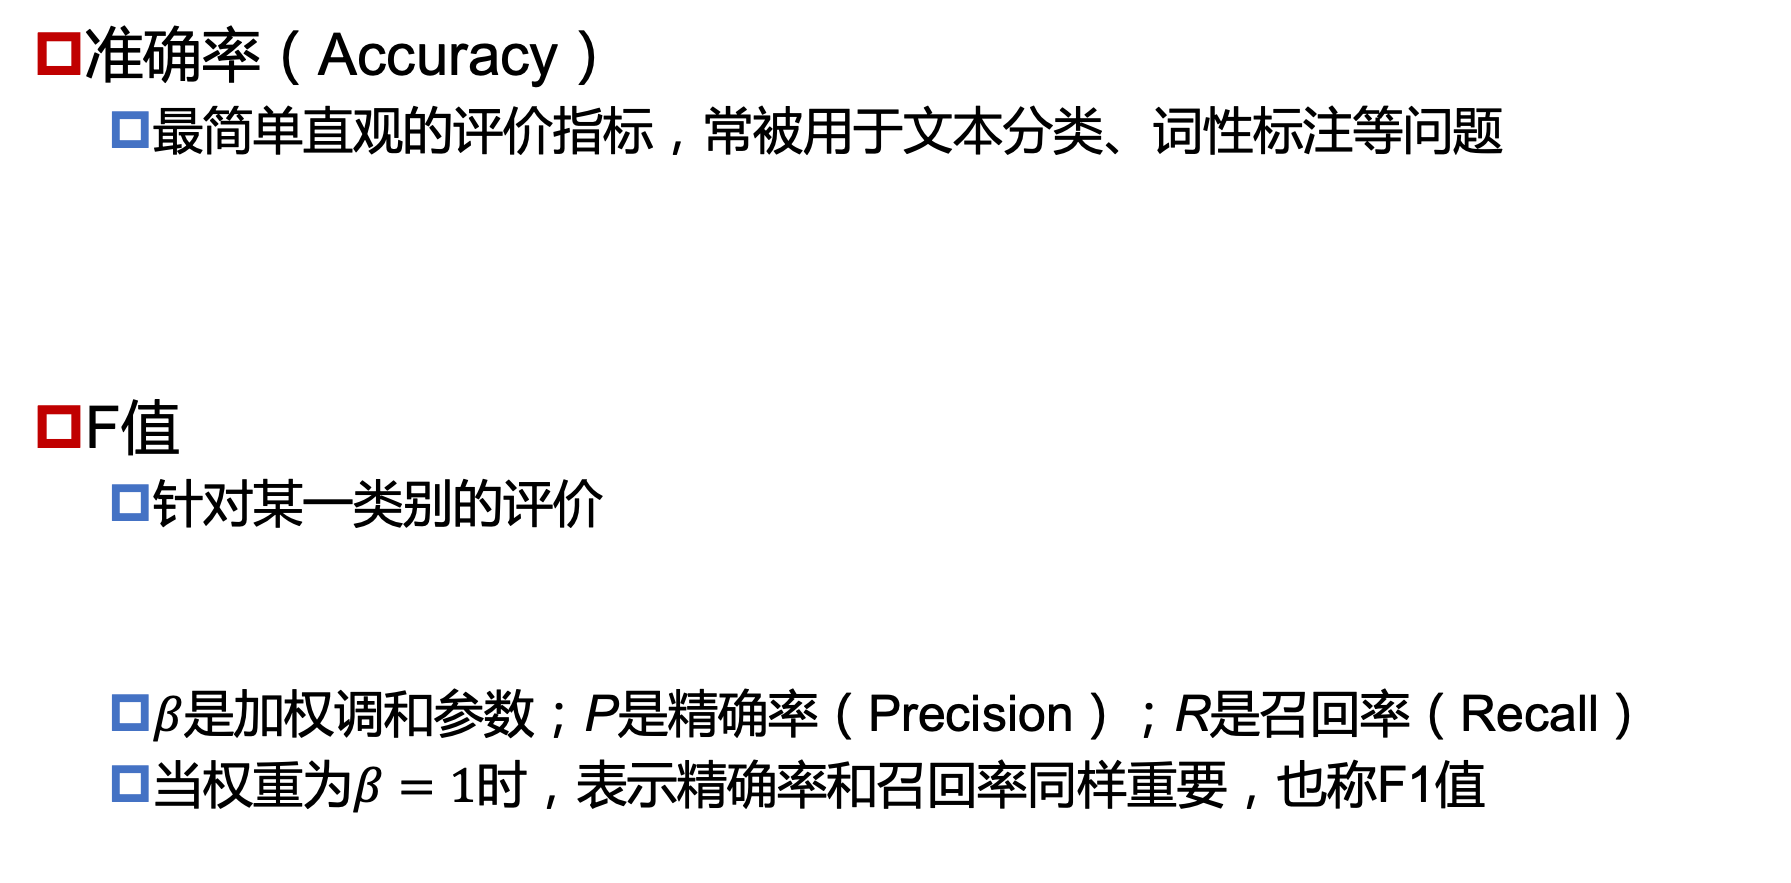 准确率（Accuracy）
最简单直观的评价指标，常被用于文本分类、词性标注等问题
F值
针对某一类别的评价
β是加权调和参数；P是精确率（Precision）；R是召回率（Recall）
当权重为β = 1时，表示精确率和召回率同样重要，也称F1值